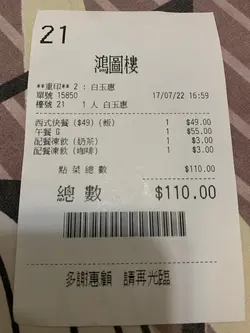 21
鴻圖樓
**重印** 2 : 白玉惠
單號 15850 17/07/22 16:59
檯號 21 1 人 白玉惠
西式快餐 ($49) (板) 1 $49.00
午餐 G 1 $55.00
配餐凍飲 (奶茶) 1 $3.00
配餐凍飲 (咖啡) 1 $3.00
點菜總數 $110.00
總數 $110.00
多謝惠顧 請再光臨